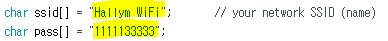 char ssid[] = "Hallym WiFi";        // your network SSID (name)
char pass[] = "1111133333";